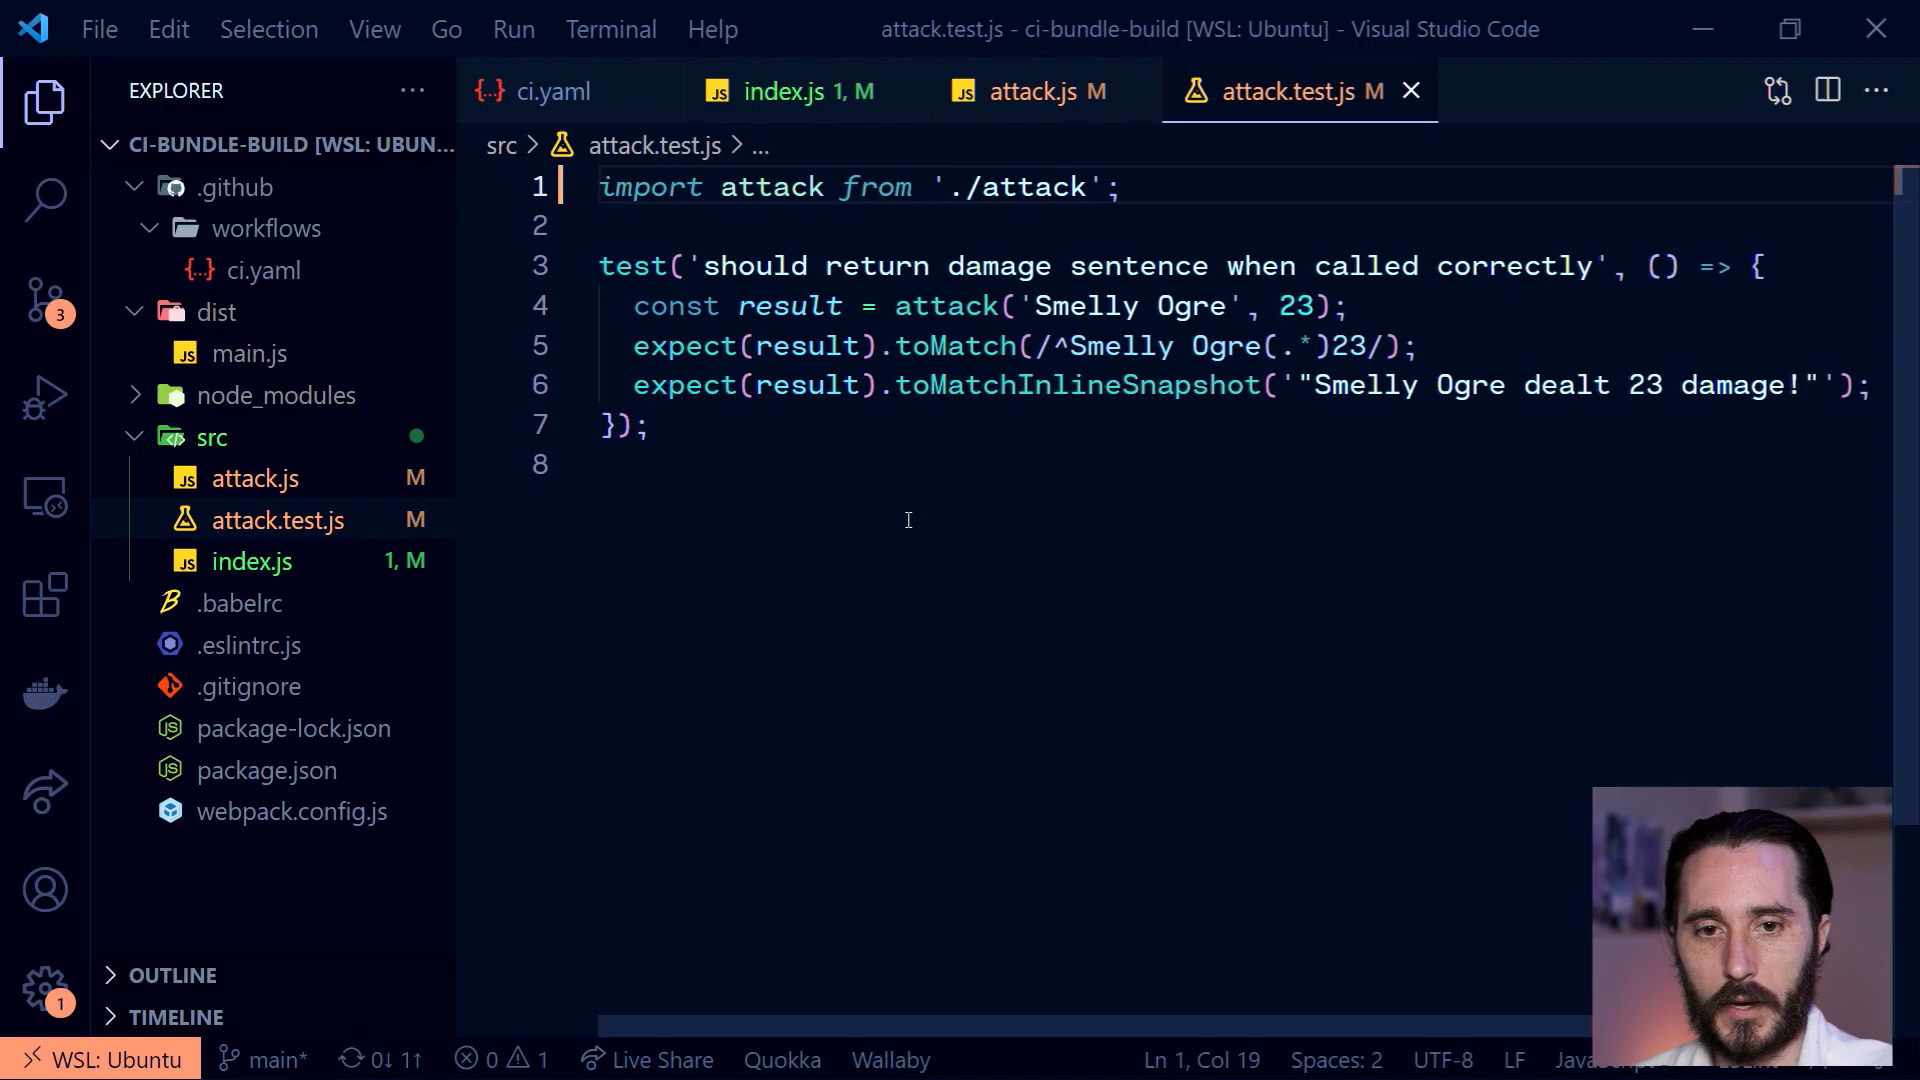 File Edit Selection View Go Run Terminal Help
attack.test.js - ci-bundle-build [WSL: Ubuntu] - Visual Studio Code
EXPLORER
CI-BUNDLE-BUILD [WSL: UBUN...
.github
workflows
ci.yaml
dist
main.js
node_modules
src
attack.js M
attack.test.js M
index.js 1, M
.babelrc
.eslintrc.js
.gitignore
package-lock.json
package.json
webpack.config.js
OUTLINE
TIMELINE
3
1
ci.yaml
index.js 1, M
attack.js M
attack.test.js M
src > attack.test.js > ...
1 import attack from './attack';
2
3 test('should return damage sentence when called correctly', () => {
4 const result = attack('Smelly Ogre', 23);
5 expect(result).toMatch(/^Smelly Ogre(.*)23/);
6 expect(result).toMatchInlineSnapshot('"Smelly Ogre dealt 23 damage!"');
7 });
8
WSL: Ubuntu main* 0↓ 1↑ 0 1 Live Share Quokka Wallaby Ln 1, Col 19 Spaces: 2 UTF-8 LF